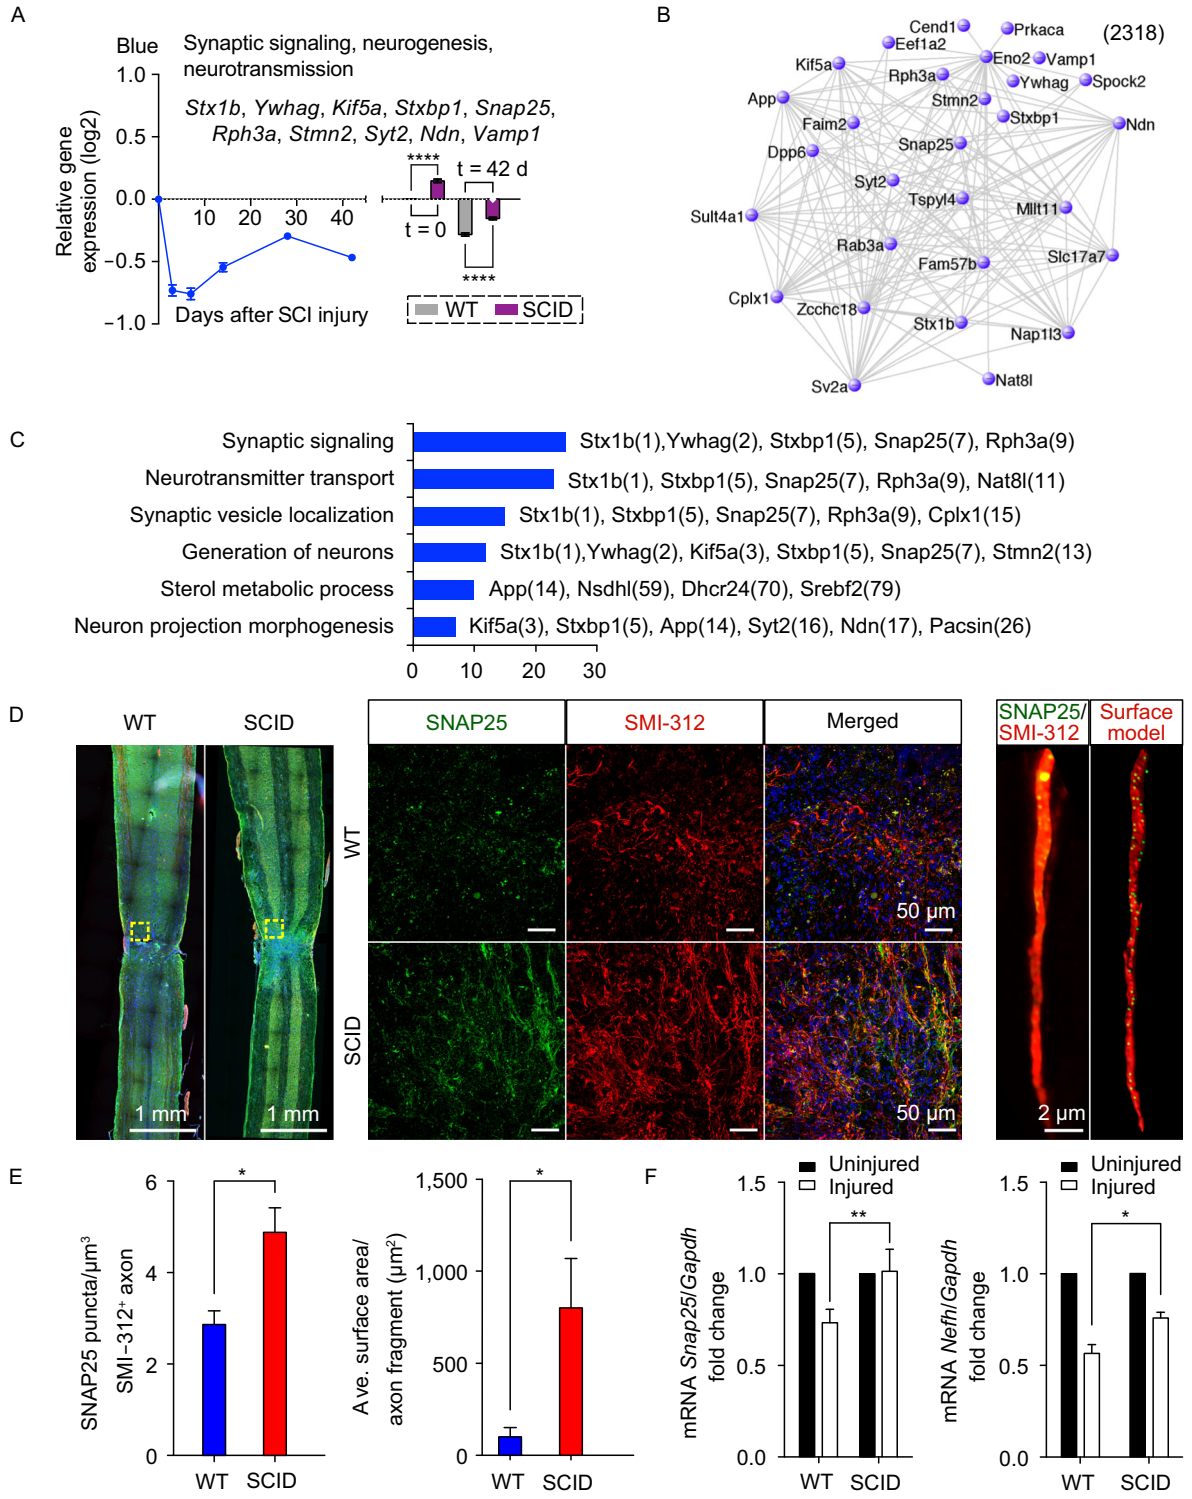 A
Blue
Synaptic signaling, neurogenesis,
neurotransmission
Stx1b, Ywhag, Kif5a, Stxbp1, Snap25,
Rph3a, Stmn2, Syt2, Ndn, Vamp1
Relative gene
expression (log2)
1.0
0.5
0.0
−0.5
−1.0
10 20 30 40
Days after SCI injury
****
t = 42 d
t = 0
****
WT SCID
B
(2318)
Cend1
Prkaca
Eef1a2
Eno2
Vamp1
Kif5a
Rph3a
Ywhag
Spock2
App
Stmn2
Stxbp1
Ndn
Faim2
Dpp6
Snap25
Syt2
Tspyl4
Mllt11
Sult4a1
Rab3a
Fam57b
Slc17a7
Cplx1
Zcchc18
Stx1b
Nap1l3
Sv2a
Nat8l
C
Synaptic signaling Stx1b(1),Ywhag(2), Stxbp1(5), Snap25(7), Rph3a(9)
Neurotransmitter transport Stx1b(1), Stxbp1(5), Snap25(7), Rph3a(9), Nat8l(11)
Synaptic vesicle localization Stx1b(1), Stxbp1(5), Snap25(7), Rph3a(9), Cplx1(15)
Generation of neurons Stx1b(1),Ywhag(2), Kif5a(3), Stxbp1(5), Snap25(7), Stmn2(13)
Sterol metabolic process App(14), Nsdhl(59), Dhcr24(70), Srebf2(79)
Neuron projection morphogenesis Kif5a(3), Stxbp1(5), App(14), Syt2(16), Ndn(17), Pacsin(26)
0 10 20 30
D
WT SCID
1 mm 1 mm
SNAP25 SMI-312 Merged
WT
50 µm
SCID
50 µm
SNAP25/
SMI-312
Surface
model
2 µm
E
SNAP25 puncta/µm³
SMI−312⁺ axon
6
4
2
0
*
WT SCID
Ave. surface area/
axon fragment (µm²)
1,500
1,000
500
0
*
WT SCID
F
Uninjured
Injured
mRNA Snap25/Gapdh
fold change
1.5
1.0
0.5
0.0
**
WT SCID
Uninjured
Injured
mRNA Nefh/Gapdh
fold change
1.5
1.0
0.5
0.0
*
WT SCID